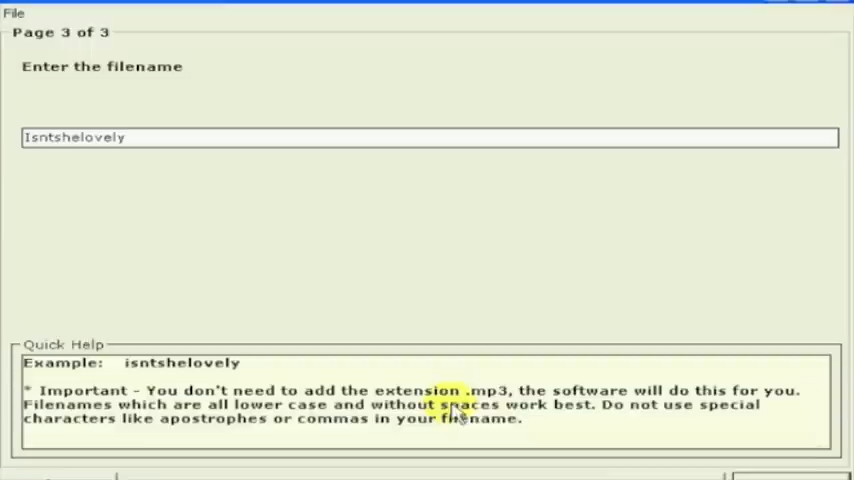 File
Page 3 of 3
Enter the filename
Isntshelovely
Quick Help
Example: isntshelovely
* Important - You don't need to add the extension .mp3, the software will do this for you.
Filenames which are all lower case and without spaces work best. Do not use special
characters like apostrophes or commas in your filename.